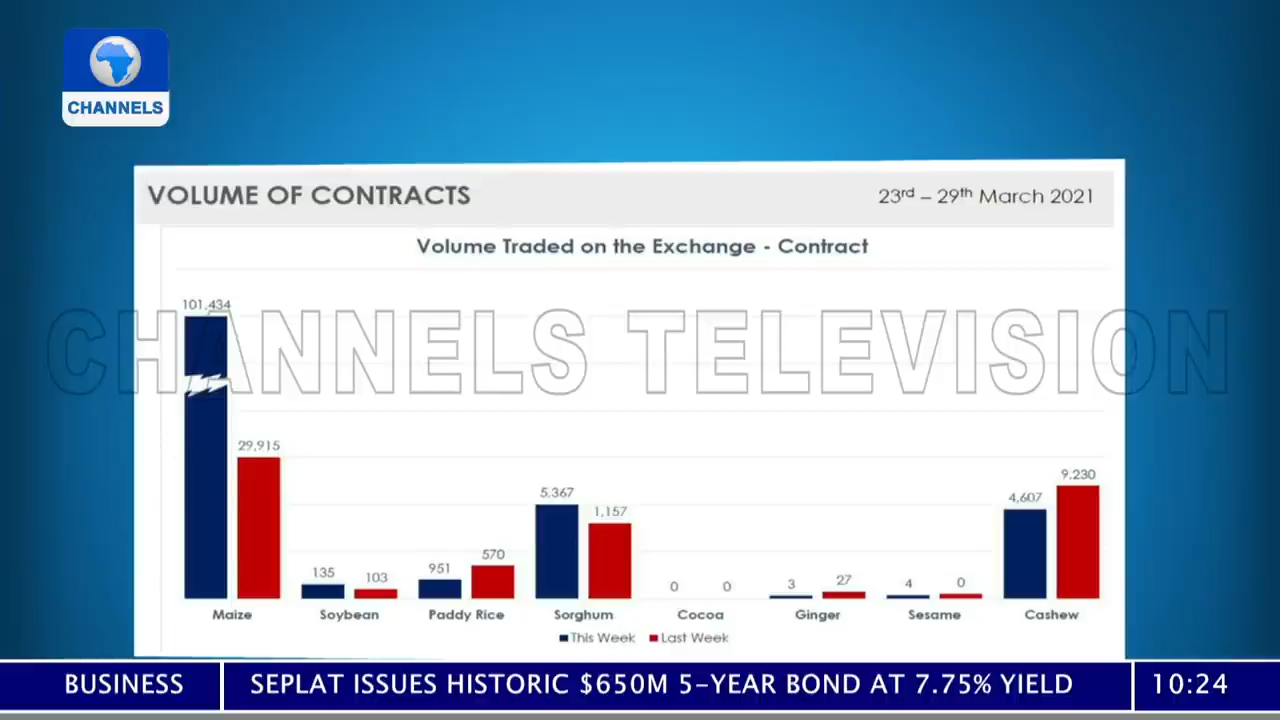 CHANNELS
VOLUME OF CONTRACTS
23rd – 29th March 2021
Volume Traded on the Exchange - Contract
101,434
29,915
135
103
951
570
5,367
1,157
0
0
3
27
4
0
4,607
9,230
CHANNELS TELEVISION
Maize Soybean Paddy Rice Sorghum Cocoa Ginger Sesame Cashew
This Week Last Week
BUSINESS SEPLAT ISSUES HISTORIC $650M 5-YEAR BOND AT 7.75% YIELD 10:24